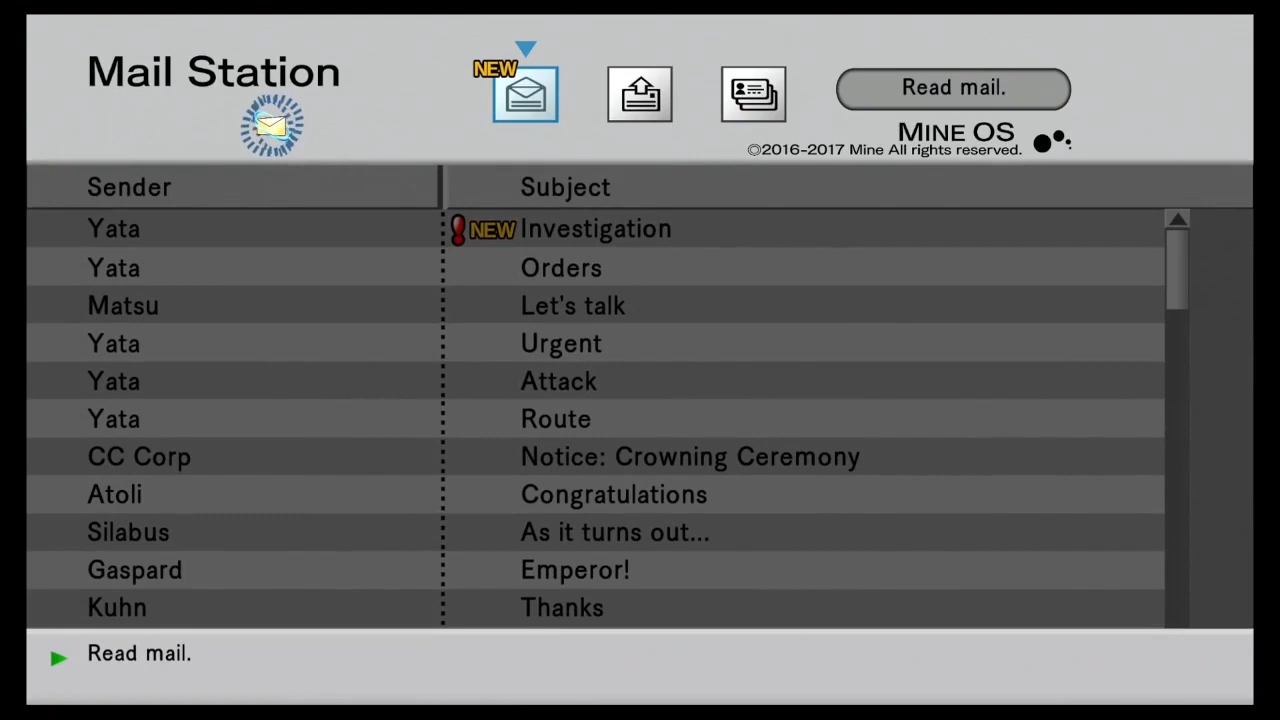 Mail Station
NEW
Read mail.
MINE OS
©2016-2017 Mine All rights reserved.
Sender Subject
Yata NEW Investigation
Yata Orders
Matsu Let's talk
Yata Urgent
Yata Attack
Yata Route
CC Corp Notice: Crowning Ceremony
Atoli Congratulations
Silabus As it turns out...
Gaspard Emperor!
Kuhn Thanks
Read mail.